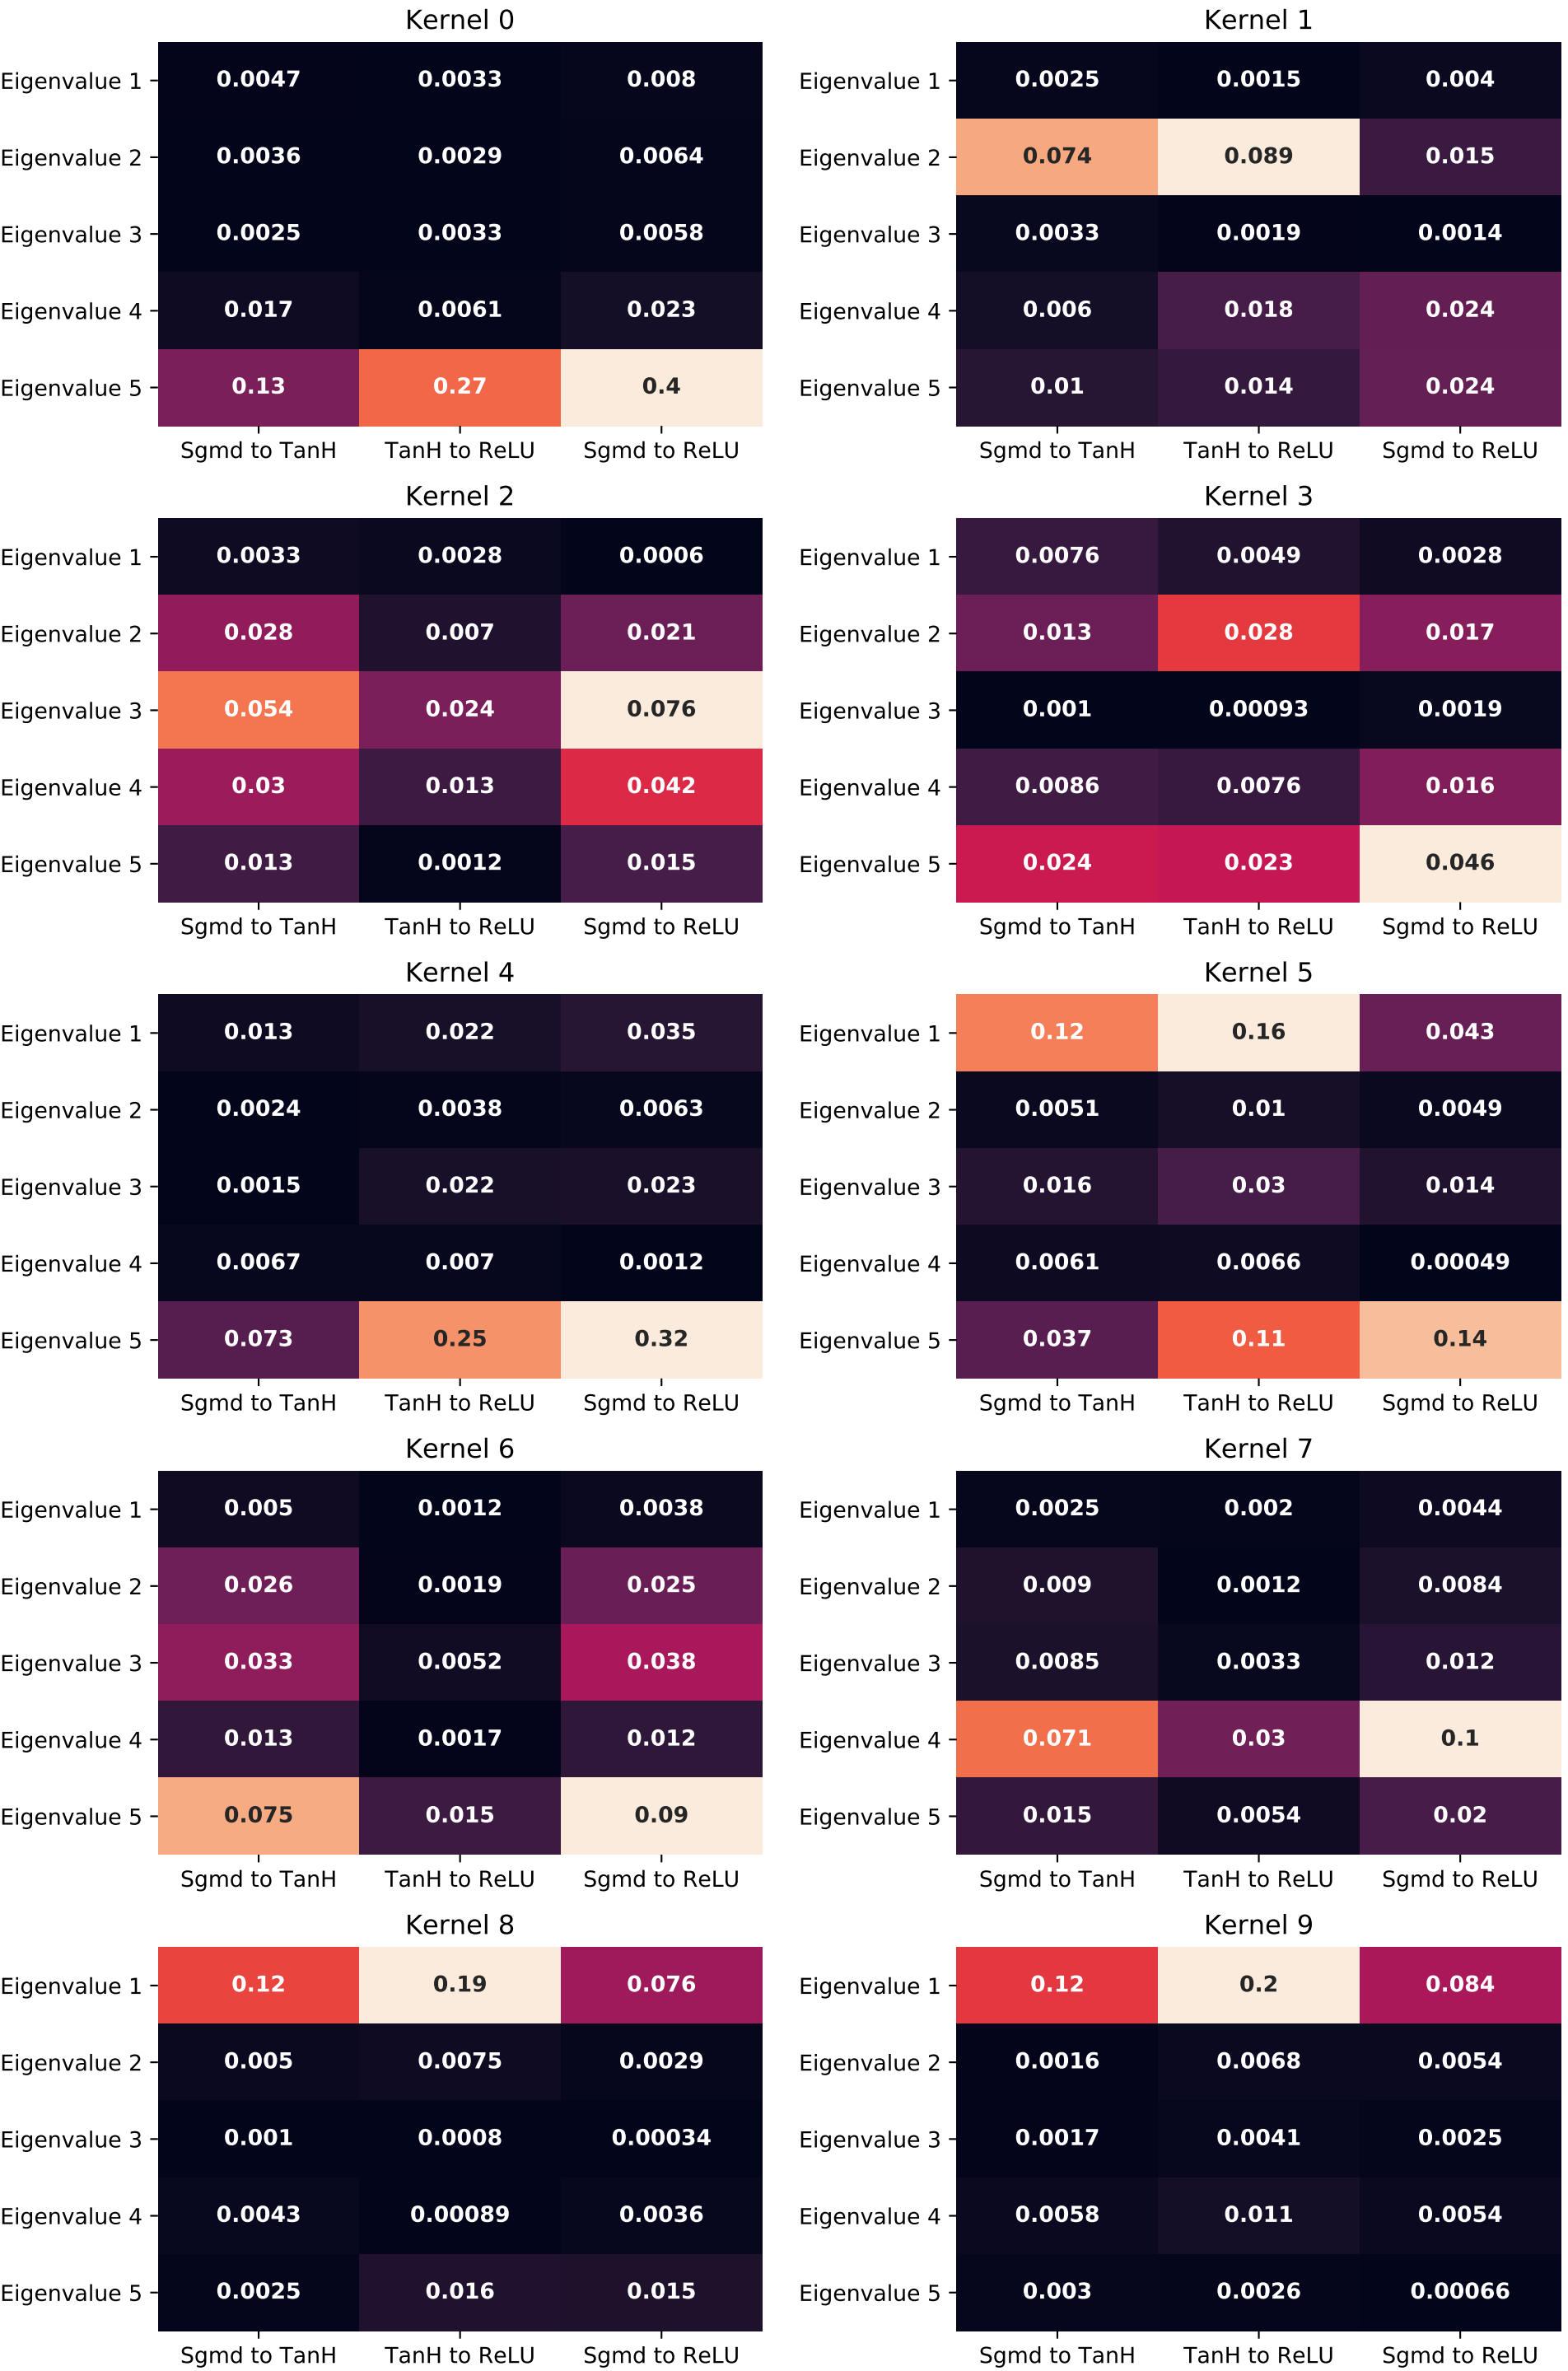 Kernel 0
Eigenvalue 1 0.0047 0.0033 0.008
Eigenvalue 2 0.0036 0.0029 0.0064
Eigenvalue 3 0.0025 0.0033 0.0058
Eigenvalue 4 0.017 0.0061 0.023
Eigenvalue 5 0.13 0.27 0.4
Sgmd to TanH TanH to ReLU Sgmd to ReLU
Kernel 1
Eigenvalue 1 0.0025 0.0015 0.004
Eigenvalue 2 0.074 0.089 0.015
Eigenvalue 3 0.0033 0.0019 0.0014
Eigenvalue 4 0.006 0.018 0.024
Eigenvalue 5 0.01 0.014 0.024
Sgmd to TanH TanH to ReLU Sgmd to ReLU
Kernel 2
Eigenvalue 1 0.0033 0.0028 0.0006
Eigenvalue 2 0.028 0.007 0.021
Eigenvalue 3 0.054 0.024 0.076
Eigenvalue 4 0.03 0.013 0.042
Eigenvalue 5 0.013 0.0012 0.015
Sgmd to TanH TanH to ReLU Sgmd to ReLU
Kernel 3
Eigenvalue 1 0.0076 0.0049 0.0028
Eigenvalue 2 0.013 0.028 0.017
Eigenvalue 3 0.001 0.00093 0.0019
Eigenvalue 4 0.0086 0.0076 0.016
Eigenvalue 5 0.024 0.023 0.046
Sgmd to TanH TanH to ReLU Sgmd to ReLU
Kernel 4
Eigenvalue 1 0.013 0.022 0.035
Eigenvalue 2 0.0024 0.0038 0.0063
Eigenvalue 3 0.0015 0.022 0.023
Eigenvalue 4 0.0067 0.007 0.0012
Eigenvalue 5 0.073 0.25 0.32
Sgmd to TanH TanH to ReLU Sgmd to ReLU
Kernel 5
Eigenvalue 1 0.12 0.16 0.043
Eigenvalue 2 0.0051 0.01 0.0049
Eigenvalue 3 0.016 0.03 0.014
Eigenvalue 4 0.0061 0.0066 0.00049
Eigenvalue 5 0.037 0.11 0.14
Sgmd to TanH TanH to ReLU Sgmd to ReLU
Kernel 6
Eigenvalue 1 0.005 0.0012 0.0038
Eigenvalue 2 0.026 0.0019 0.025
Eigenvalue 3 0.033 0.0052 0.038
Eigenvalue 4 0.013 0.0017 0.012
Eigenvalue 5 0.075 0.015 0.09
Sgmd to TanH TanH to ReLU Sgmd to ReLU
Kernel 7
Eigenvalue 1 0.0025 0.002 0.0044
Eigenvalue 2 0.009 0.0012 0.0084
Eigenvalue 3 0.0085 0.0033 0.012
Eigenvalue 4 0.071 0.03 0.1
Eigenvalue 5 0.015 0.0054 0.02
Sgmd to TanH TanH to ReLU Sgmd to ReLU
Kernel 8
Eigenvalue 1 0.12 0.19 0.076
Eigenvalue 2 0.005 0.0075 0.0029
Eigenvalue 3 0.001 0.0008 0.00034
Eigenvalue 4 0.0043 0.00089 0.0036
Eigenvalue 5 0.0025 0.016 0.015
Sgmd to TanH TanH to ReLU Sgmd to ReLU
Kernel 9
Eigenvalue 1 0.12 0.2 0.084
Eigenvalue 2 0.0016 0.0068 0.0054
Eigenvalue 3 0.0017 0.0041 0.0025
Eigenvalue 4 0.0058 0.011 0.0054
Eigenvalue 5 0.003 0.0026 0.00066
Sgmd to TanH TanH to ReLU Sgmd to ReLU